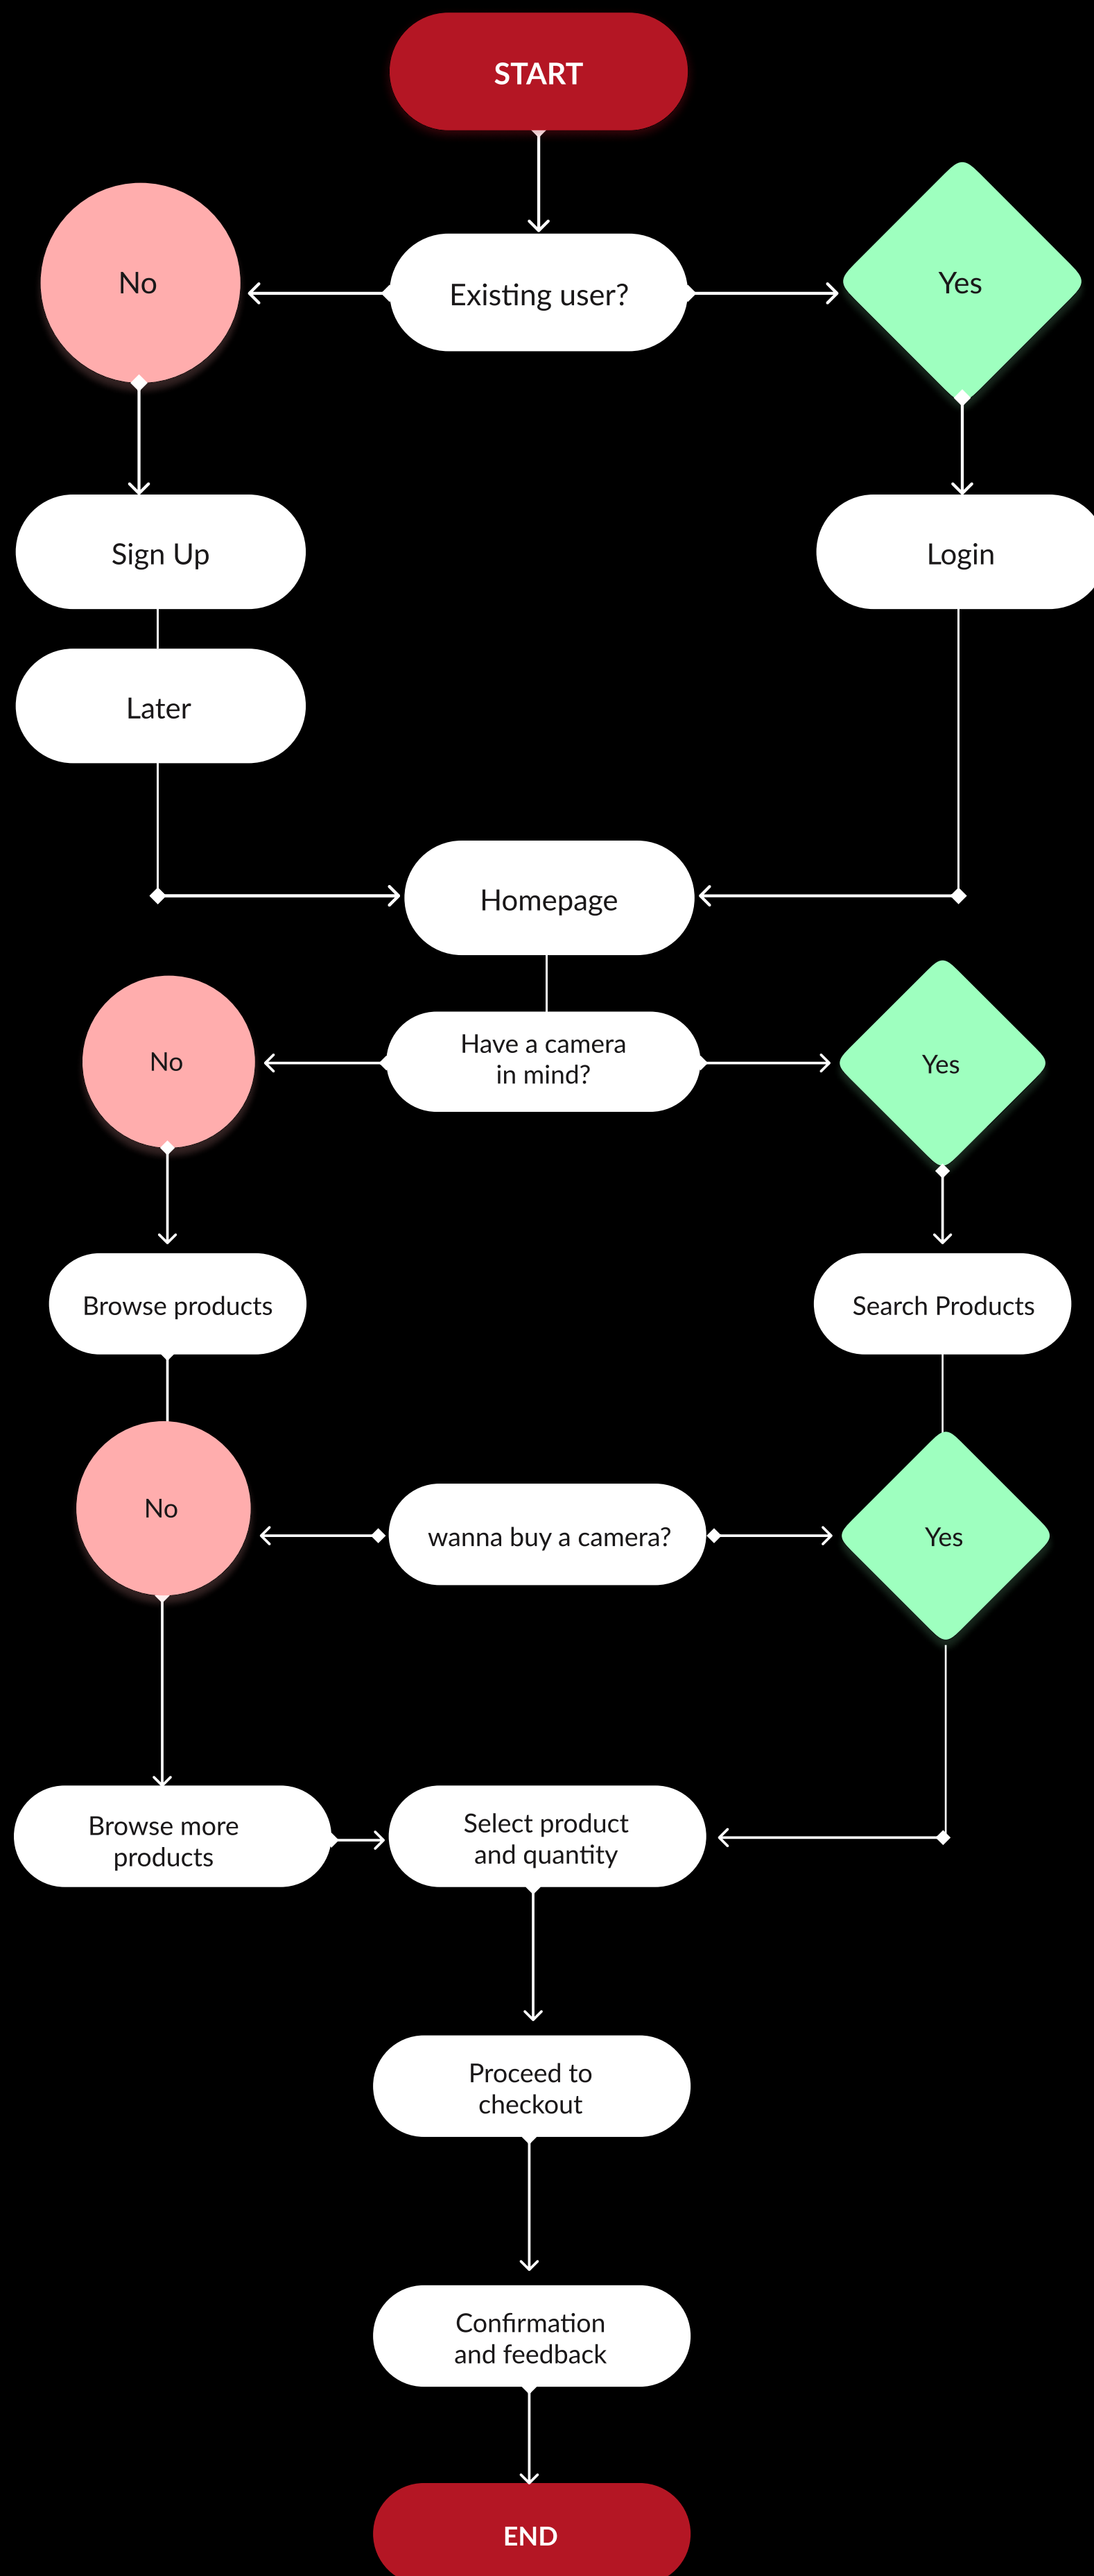 START
No
Existing user?
Yes
Sign Up
Login
Later
Homepage
No
Have a camera
in mind?
Yes
Browse products
Search Products
No
wanna buy a camera?
Yes
Browse more
products
Select product
and quantity
Proceed to
checkout
Confirmation
and feedback
END